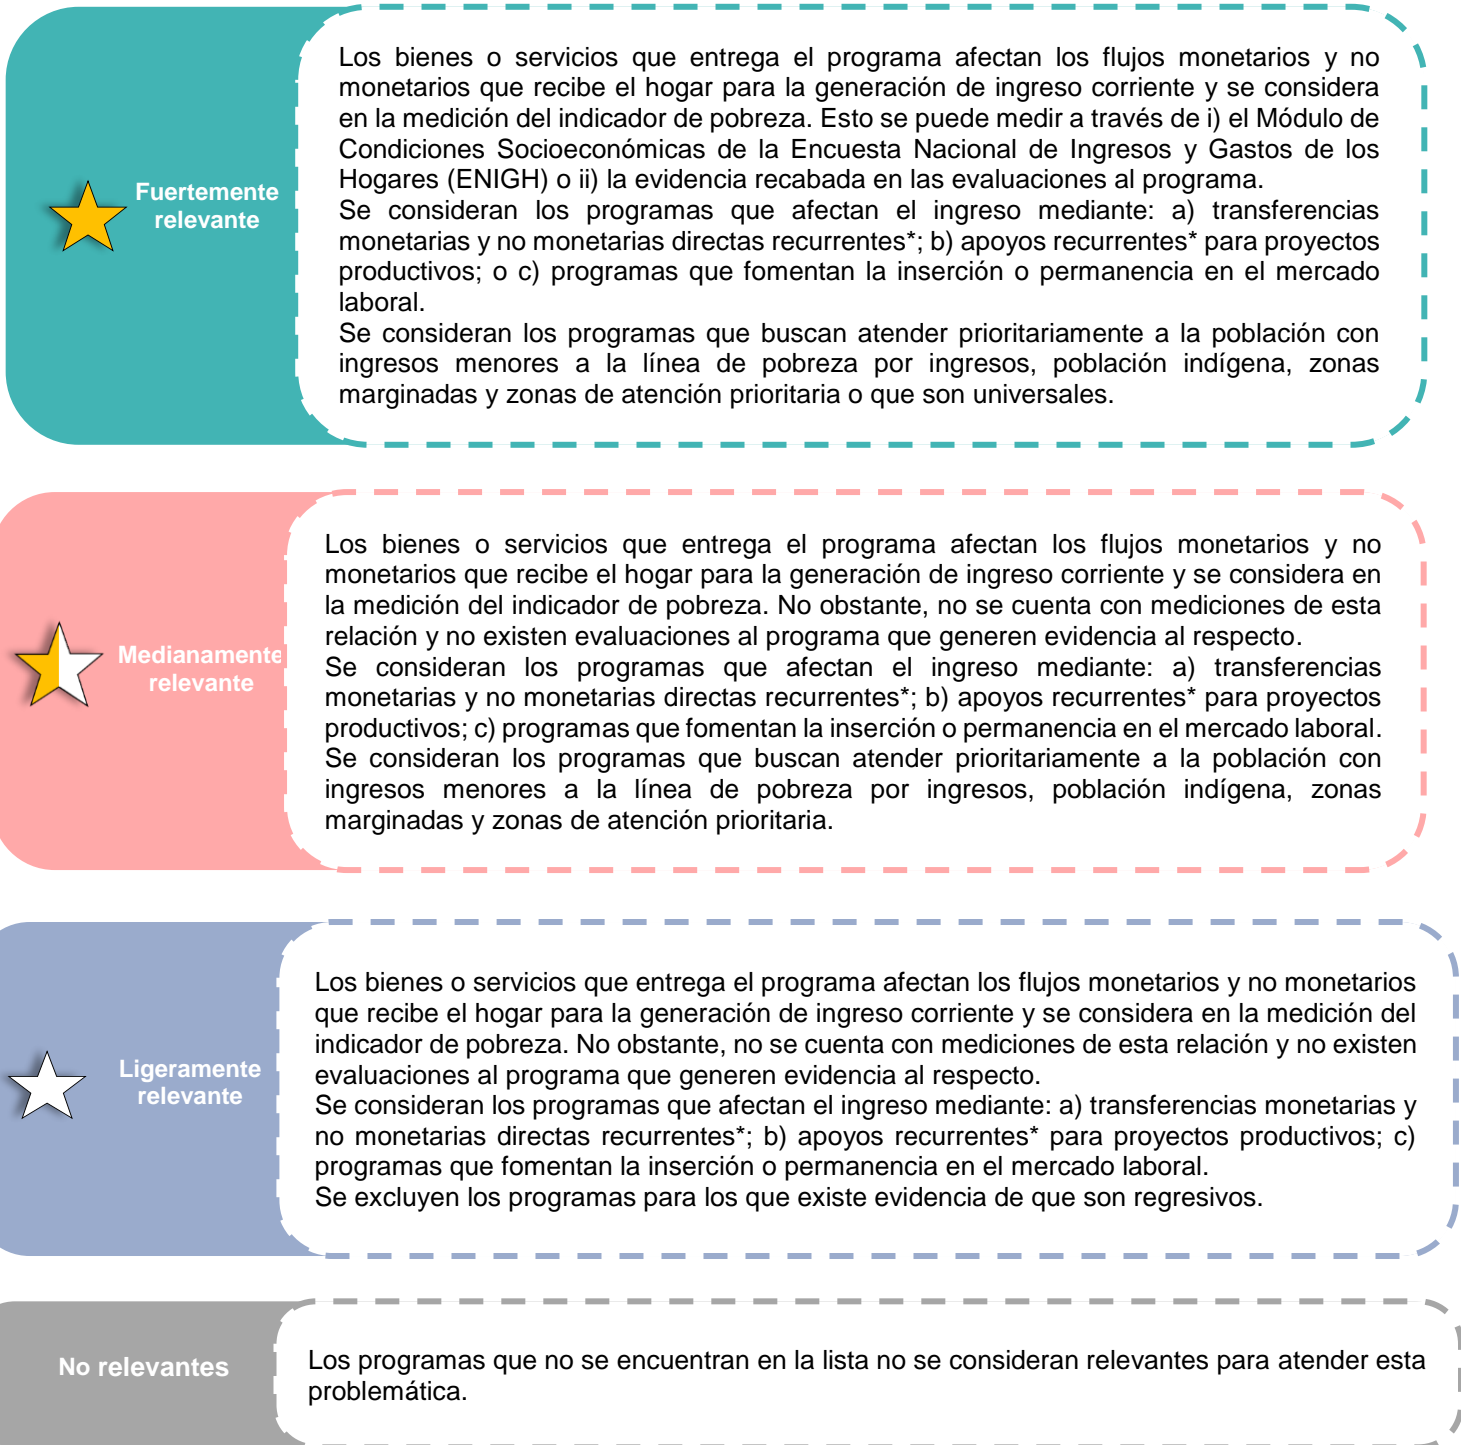 Fuertemente
relevante
Los bienes o servicios que entrega el programa afectan los flujos monetarios y no
monetarios que recibe el hogar para la generación de ingreso corriente y se considera
en la medición del indicador de pobreza. Esto se puede medir a través de i) el Módulo de
Condiciones Socioeconómicas de la Encuesta Nacional de Ingresos y Gastos de los
Hogares (ENIGH) o ii) la evidencia recabada en las evaluaciones al programa.
Se consideran los programas que afectan el ingreso mediante: a) transferencias
monetarias y no monetarias directas recurrentes*; b) apoyos recurrentes* para proyectos
productivos; o c) programas que fomentan la inserción o permanencia en el mercado
laboral.
Se consideran los programas que buscan atender prioritariamente a la población con
ingresos menores a la línea de pobreza por ingresos, población indígena, zonas
marginadas y zonas de atención prioritaria o que son universales.
Medianamente
relevante
Los bienes o servicios que entrega el programa afectan los flujos monetarios y no
monetarios que recibe el hogar para la generación de ingreso corriente y se considera en
la medición del indicador de pobreza. No obstante, no se cuenta con mediciones de esta
relación y no existen evaluaciones al programa que generen evidencia al respecto.
Se consideran los programas que afectan el ingreso mediante: a) transferencias
monetarias y no monetarias directas recurrentes*; b) apoyos recurrentes* para proyectos
productivos; c) programas que fomentan la inserción o permanencia en el mercado laboral.
Se consideran los programas que buscan atender prioritariamente a la población con
ingresos menores a la línea de pobreza por ingresos, población indígena, zonas
marginadas y zonas de atención prioritaria.
Ligeramente
relevante
Los bienes o servicios que entrega el programa afectan los flujos monetarios y no monetarios
que recibe el hogar para la generación de ingreso corriente y se considera en la medición del
indicador de pobreza. No obstante, no se cuenta con mediciones de esta relación y no existen
evaluaciones al programa que generen evidencia al respecto.
Se consideran los programas que afectan el ingreso mediante: a) transferencias monetarias y
no monetarias directas recurrentes*; b) apoyos recurrentes* para proyectos productivos; c)
programas que fomentan la inserción o permanencia en el mercado laboral.
Se excluyen los programas para los que existe evidencia de que son regresivos.
No relevantes
Los programas que no se encuentran en la lista no se consideran relevantes para atender esta
problemática.